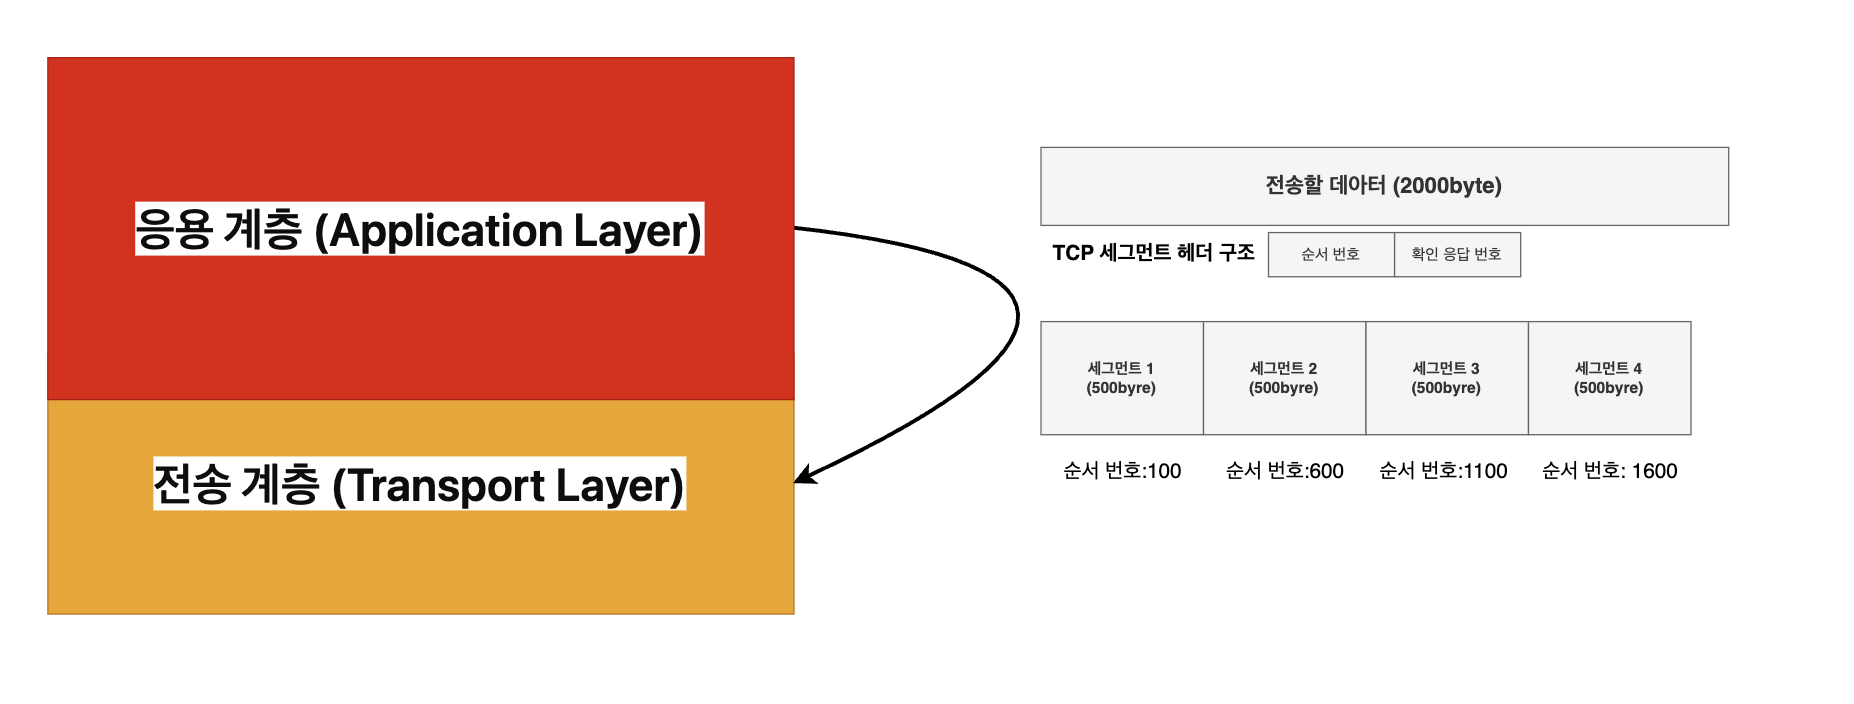 응용 계층 (Application Layer)
전송 계층 (Transport Layer)
전송할 데아터 (2000byte)
TCP 세그먼트 헤더 구조
순서 번호
확인 응답 번호
세그먼트 1
(500byre)
세그먼트 2
(500byre)
세그먼트 3
(500byre)
세그먼트 4
(500byre)
순서 번호:100
순서 번호:600
순서 번호:1100
순서 번호: 1600